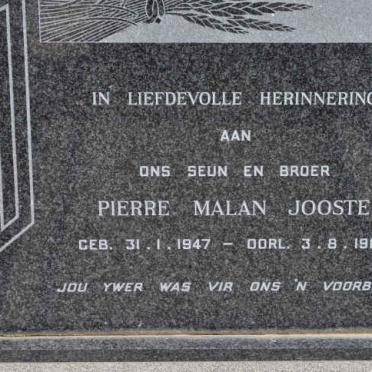 IN LIEFDEVOLLE HERINNERING
AAN
ONS SEUN EN BROER
PIERRE MALAN JOOSTE
GEB. 31.1.1947 – OORL. 3.8.19
JOU YWER WAS VIR ONS 'N VOORB